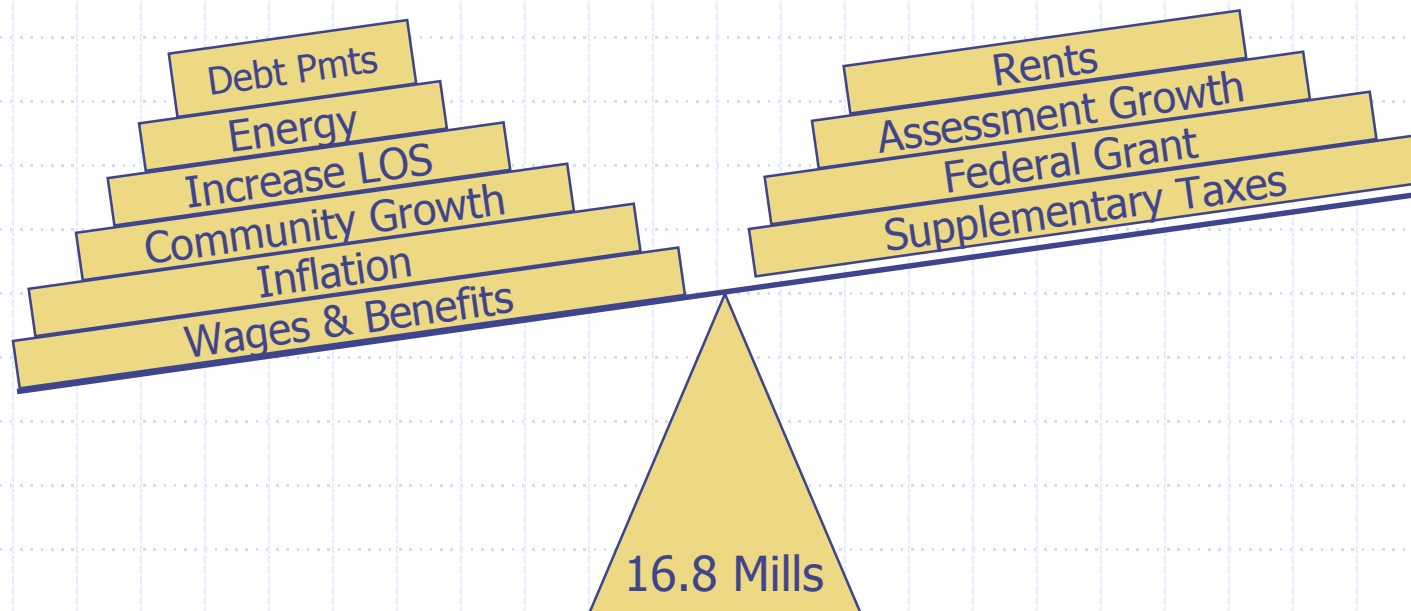 Debt Pmts
Energy
Increase LOS
Community Growth
Inflation
Wages & Benefits
Rents
Assessment Growth
Federal Grant
Supplementary Taxes
16.8 Mills